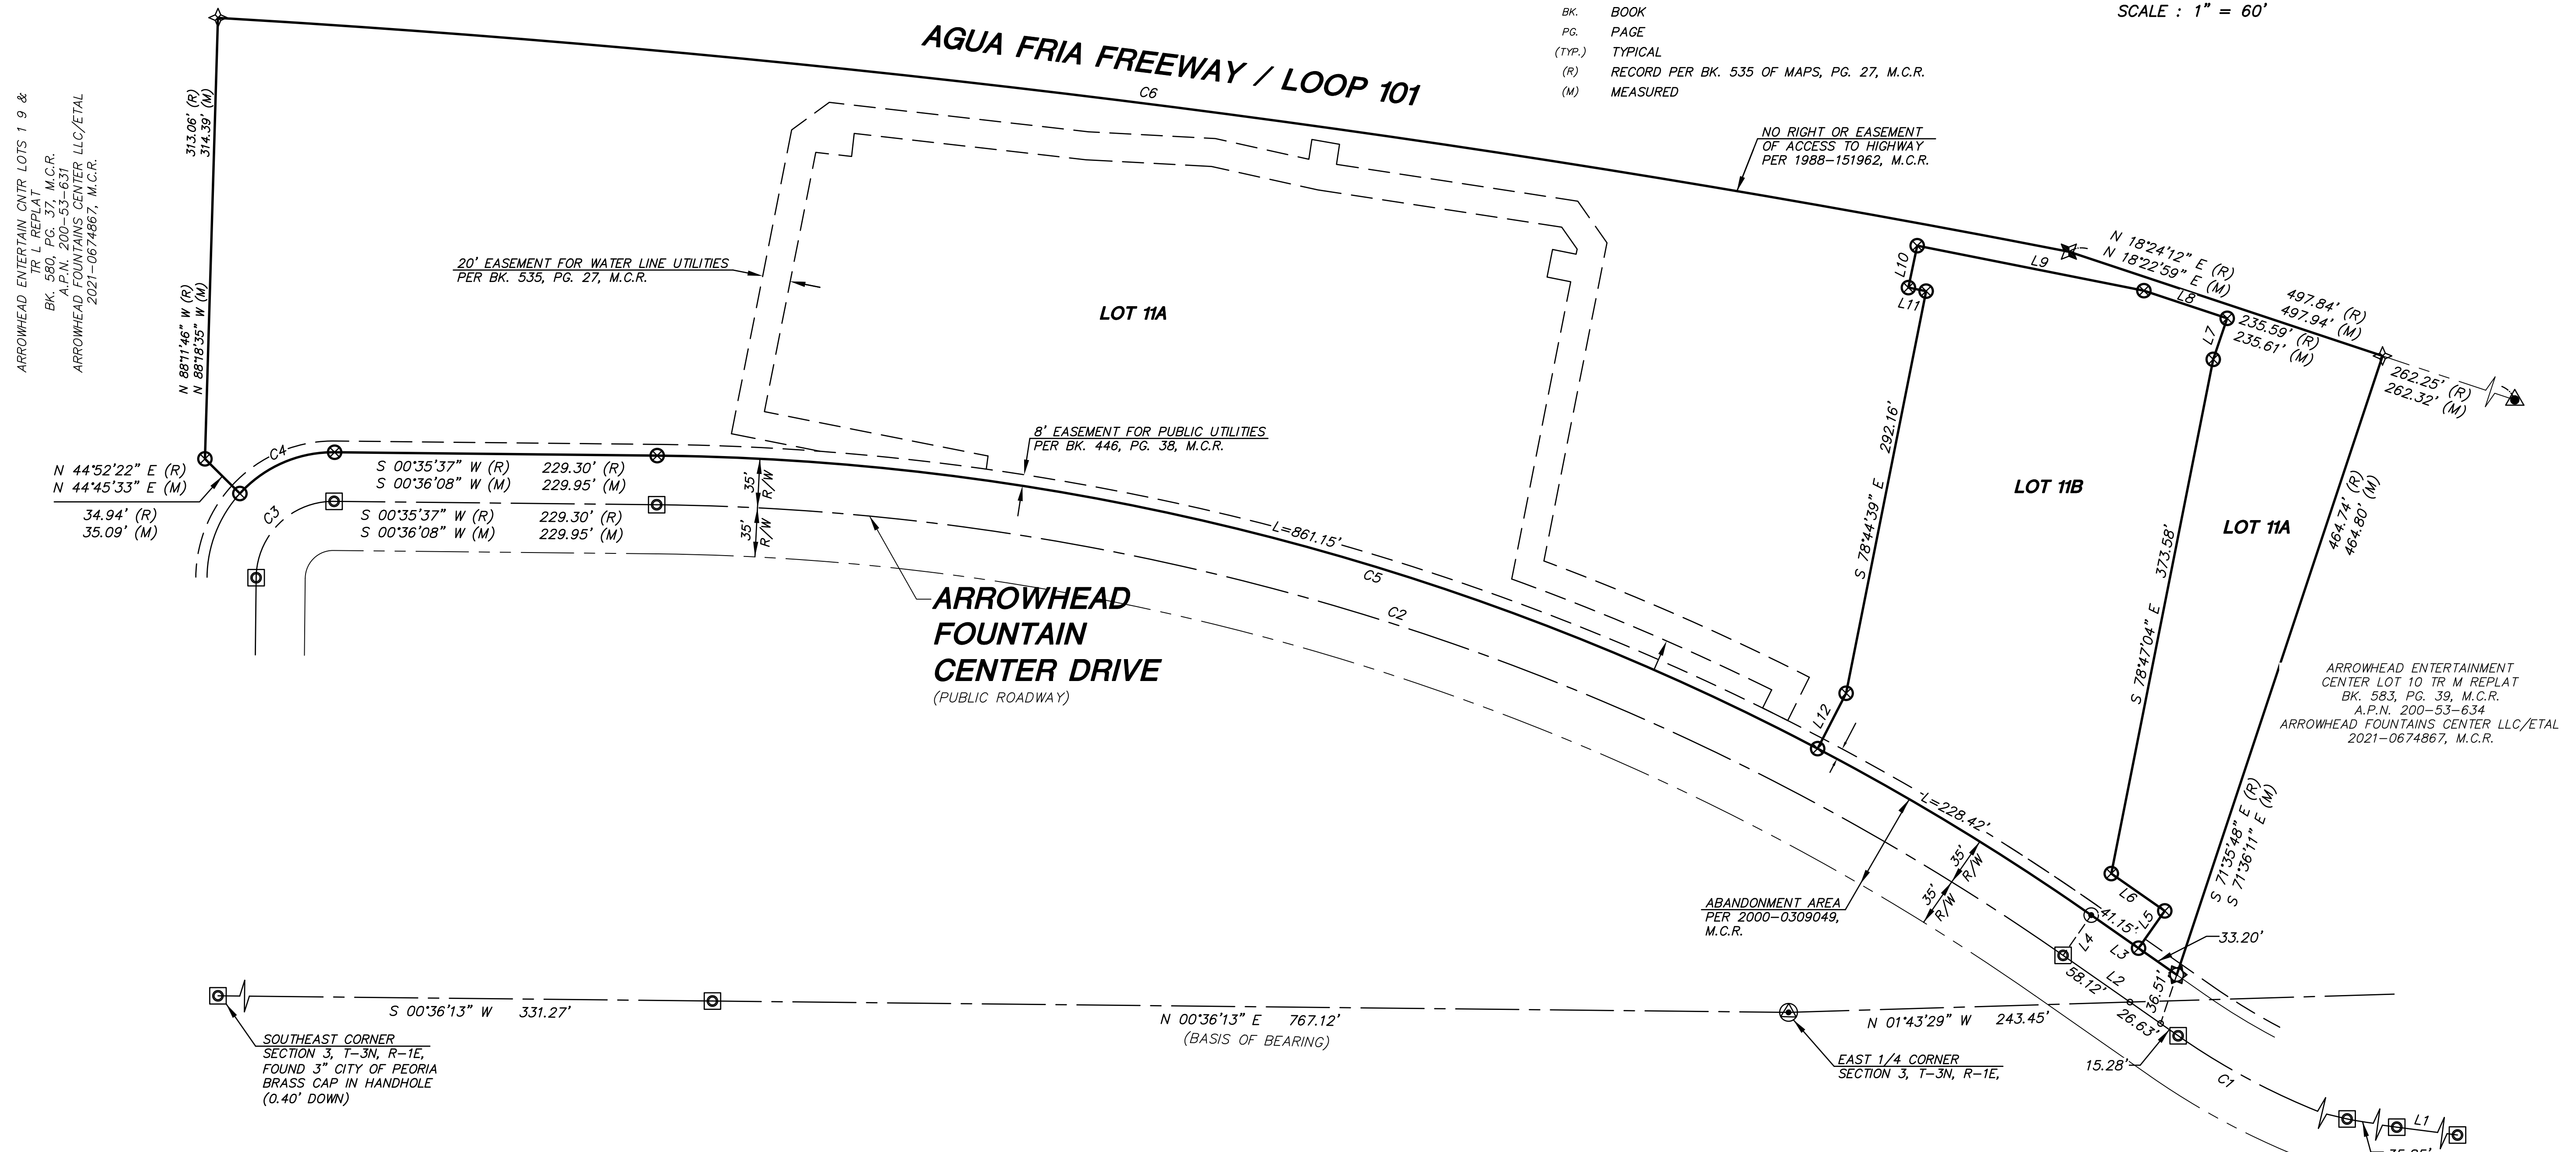 BK. BOOK
PG. PAGE
(TYP.) TYPICAL
(R) RECORD PER BK. 535 OF MAPS, PG. 27, M.C.R.
(M) MEASURED
SCALE : 1" = 60'
AGUA FRIA FREEWAY / LOOP 101
C6
ARROWHEAD ENTERTAIN CNTR LOTS 1 9 &
TR L REPLAT
BK. 580, PG. 37, M.C.R.
A.P.N. 200-53-631
ARROWHEAD FOUNTAINS CENTER LLC/ETAL
2021-0674867, M.C.R.
313.06' (R)
314.39' (M)
N 88°11'46" W (R)
N 88°18'35" W (M)
NO RIGHT OR EASEMENT
OF ACCESS TO HIGHWAY
PER 1988-151962, M.C.R.
20' EASEMENT FOR WATER LINE UTILITIES
PER BK. 535, PG. 27, M.C.R.
LOT 11A
N 18°24'12" E (R)
N 18°22'59" E (M)
497.84' (R)
497.94' (M)
235.59' (R)
235.61' (M)
262.25' (R)
262.32' (M)
L10
L9
L8
L11
L7
8' EASEMENT FOR PUBLIC UTILITIES
PER BK. 446, PG. 38, M.C.R.
N 44°52'22" E (R)
N 44°45'33" E (M)
34.94' (R)
35.09' (M)
C4
C3
S 00°35'37" W (R) 229.30' (R)
S 00°36'08" W (M) 229.95' (M)
S 00°35'37" W (R) 229.30' (R)
S 00°36'08" W (M) 229.95' (M)
35'
R/W
35'
R/W
L=861.15'
C5
C2
ARROWHEAD
FOUNTAIN
CENTER DRIVE
(PUBLIC ROADWAY)
S 78°44'39" E 292.16'
LOT 11B
S 78°47'04" E 373.58'
LOT 11A
464.74' (R)
464.80' (M)
S 71°35'48" E (R)
S 71°36'11" E (M)
ARROWHEAD ENTERTAINMENT
CENTER LOT 10 TR M REPLAT
BK. 583, PG. 39, M.C.R.
A.P.N. 200-53-634
ARROWHEAD FOUNTAINS CENTER LLC/ETAL
2021-0674867, M.C.R.
L12
L=228.42'
35'
R/W
35'
R/W
ABANDONMENT AREA
PER 2000-0309049,
M.C.R.
L6
L5
41.15'
L4
L3
33.20'
L2
58.12'
36.51'
26.63'
15.28'
C1
L1
S 00°36'13" W 331.27'
N 00°36'13" E 767.12'
(BASIS OF BEARING)
N 01°43'29" W 243.45'
SOUTHEAST CORNER
SECTION 3, T-3N, R-1E,
FOUND 3" CITY OF PEORIA
BRASS CAP IN HANDHOLE
(0.40' DOWN)
EAST 1/4 CORNER
SECTION 3, T-3N, R-1E,